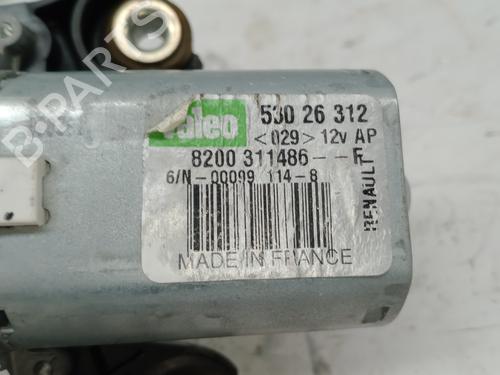 valeo 530 26 312
<029> 12v AP
8200 311486--F
6/N-00099 114-8
RENAULT
MADE IN FRANCE
B-PARTS